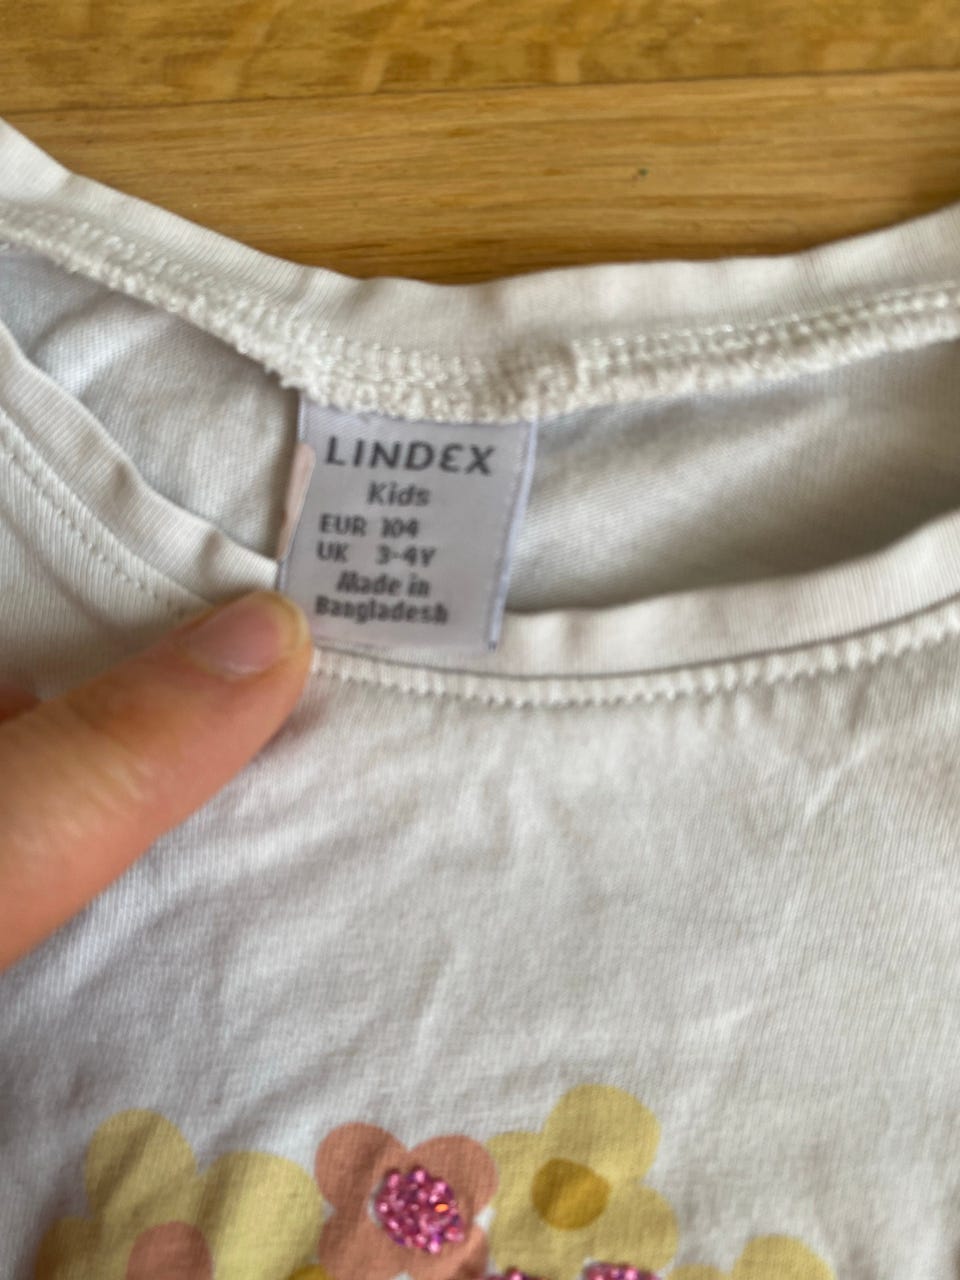 LINDEX
Kids
EUR 104
UK 3-4Y
Made in
Bangladesh